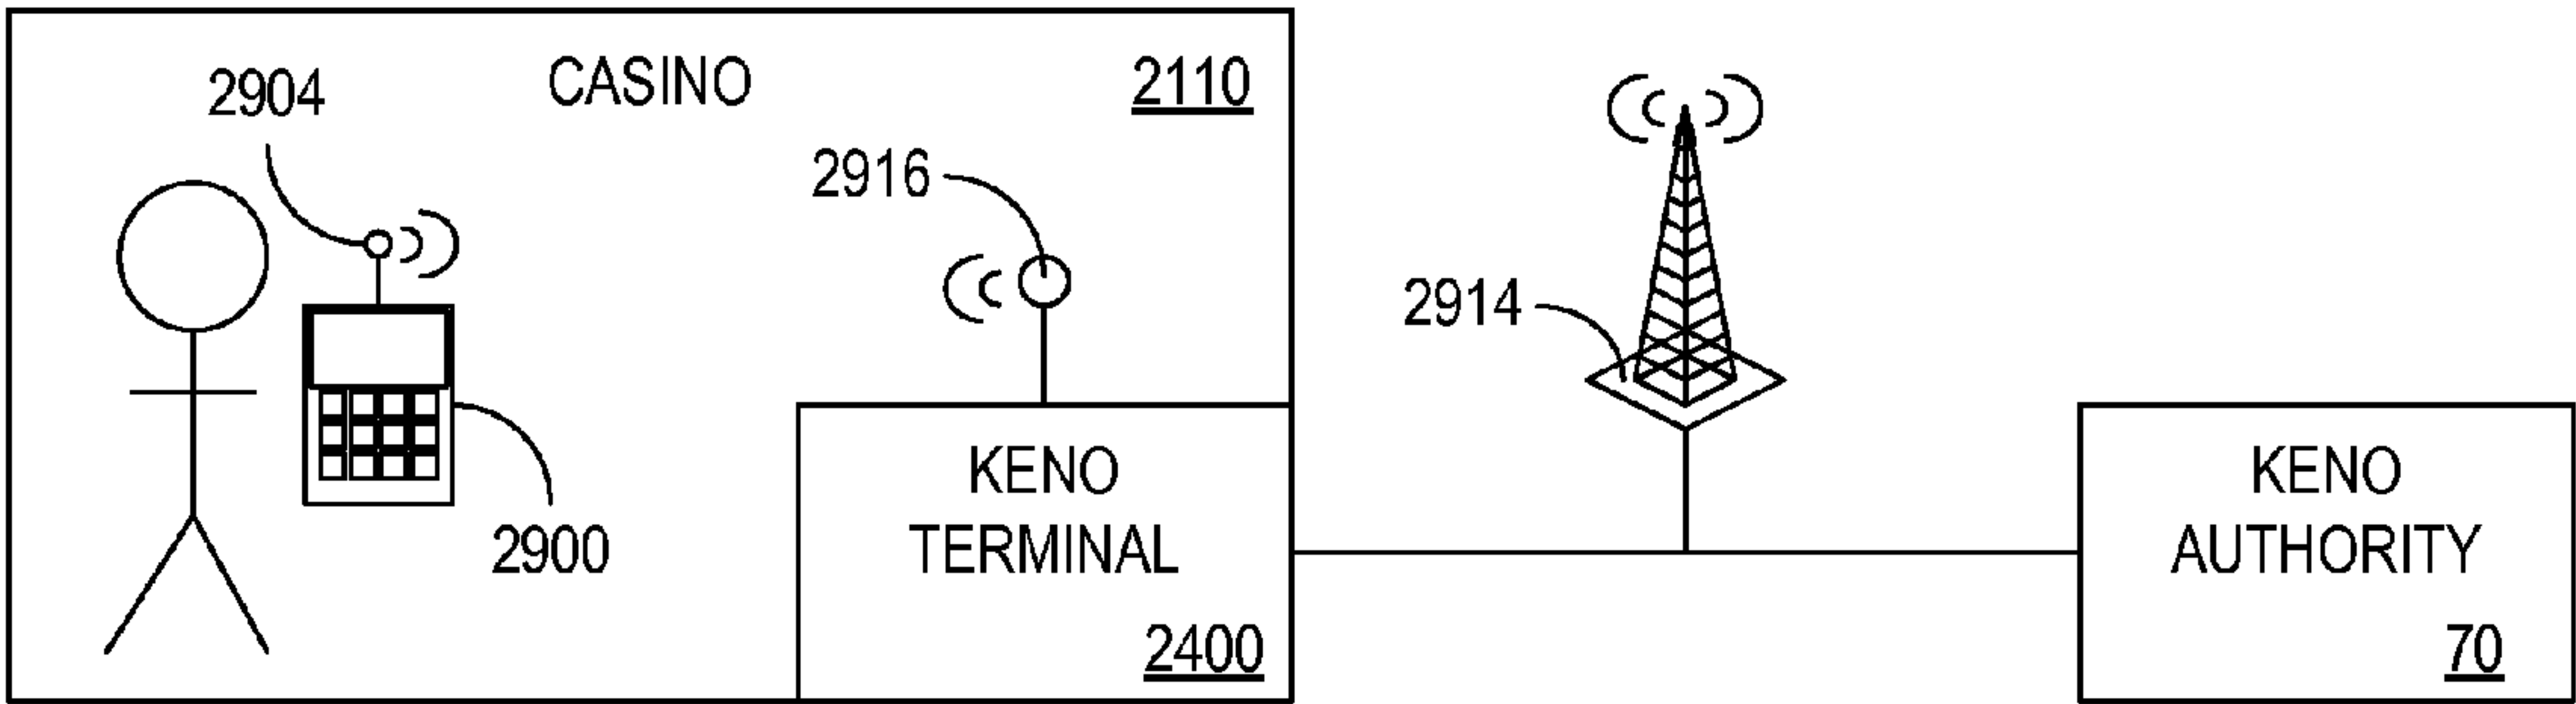 CASINO
2110
2904
2916
2914
2900
KENO
TERMINAL
2400
KENO
AUTHORITY
70